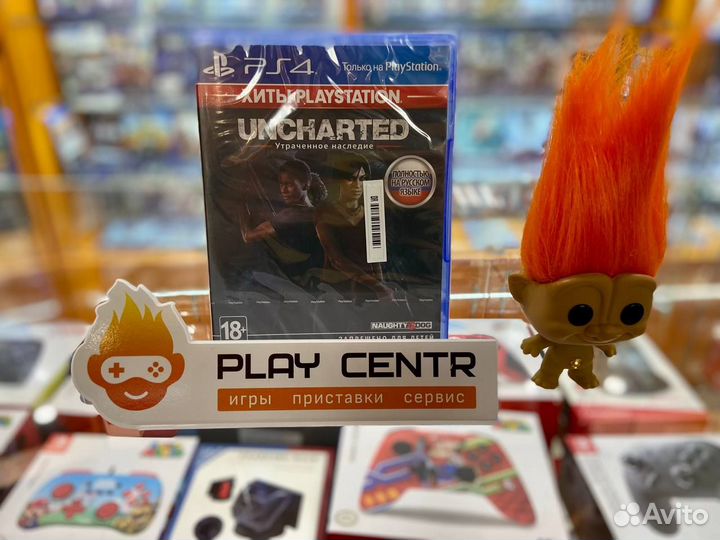 PS4
Только на PlayStation
ХИТЫ PLAYSTATION
UNCHARTED
Утраченное наследие
ПОЛНОСТЬЮ
НА РУССКОМ
ЯЗЫКЕ
18+
NAUGHTY DOG
ЗАПРЕЩЕНО ДЛЯ ДЕТЕЙ
PLAY CENTR
игры приставки сервис
Avito